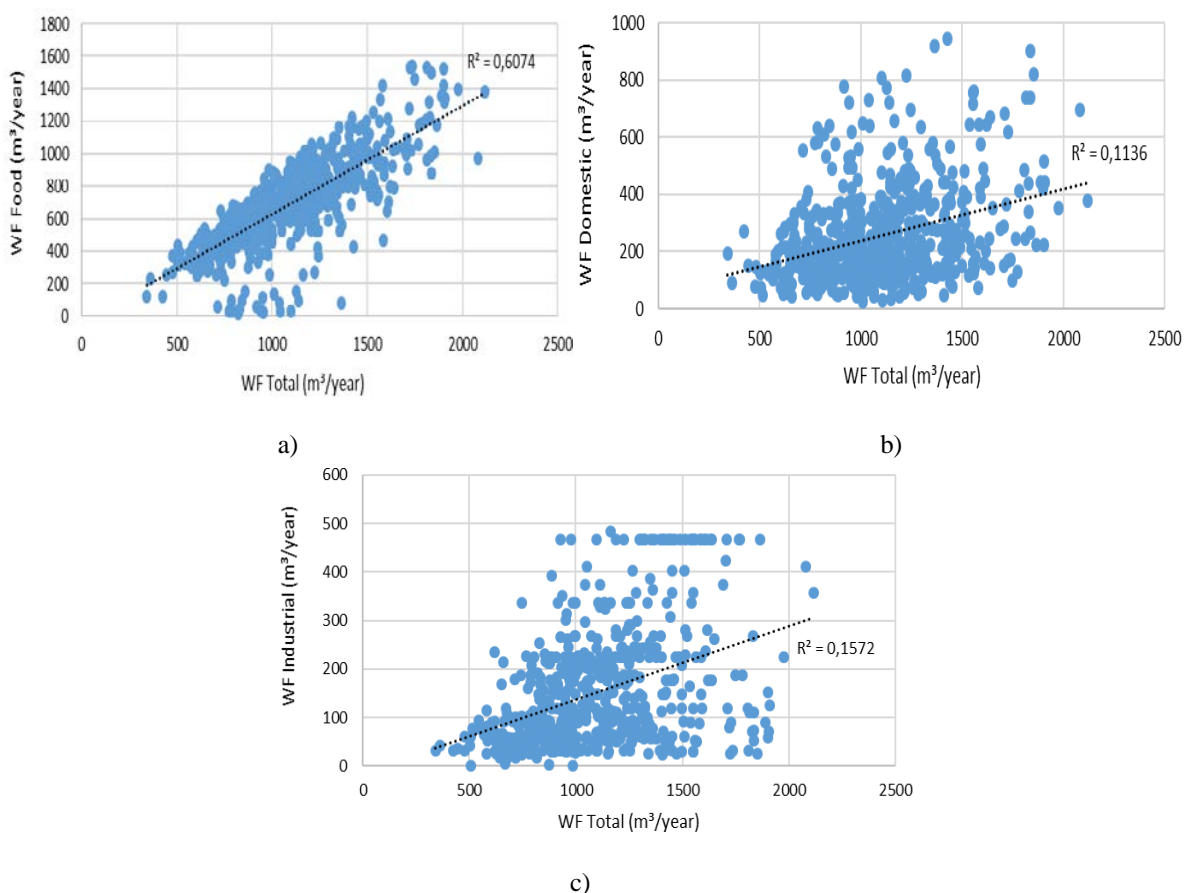 1800
1600
1400
1200
1000
800
600
400
200
0
WF Food (m³/year)
R² = 0,6074
0 500 1000 1500 2000 2500
WF Total (m³/year)
a)
1000
800
600
400
200
0
WF Domestic (m³/year)
R² = 0,1136
0 500 1000 1500 2000 2500
WF Total (m³/year)
b)
600
500
400
300
200
100
0
WF Industrial (m³/year)
R² = 0,1572
0 500 1000 1500 2000 2500
WF Total (m³/year)
c)